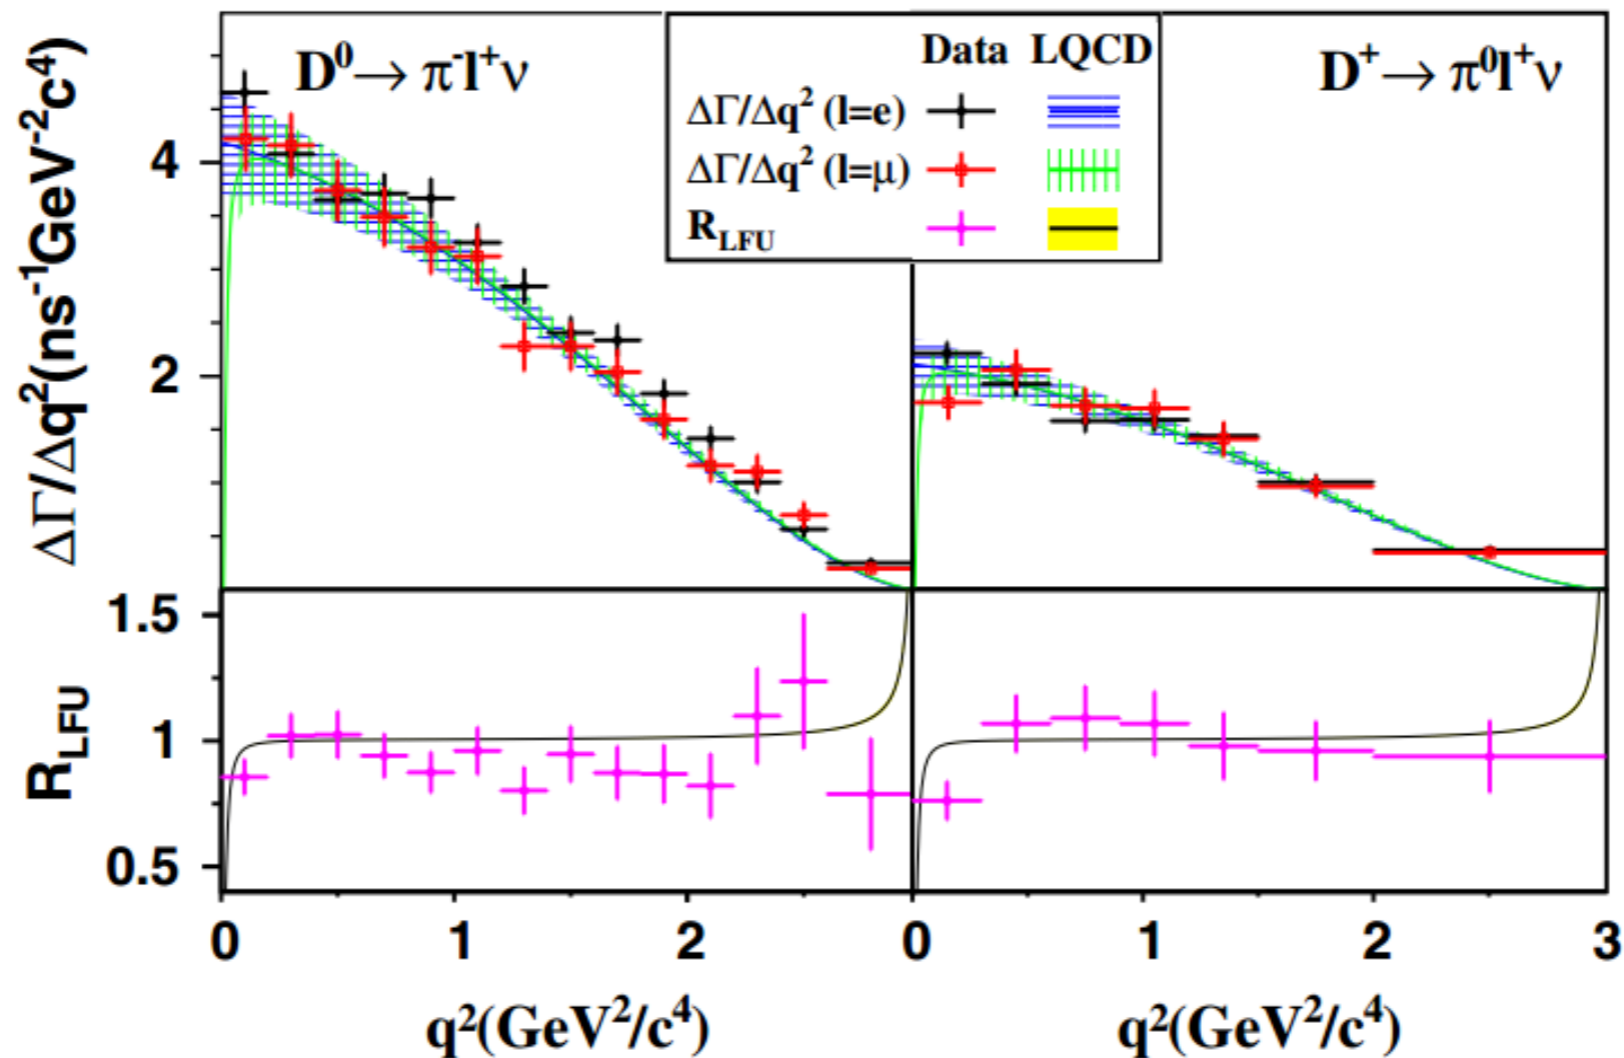 D⁰→ π⁻l⁺ν
Data LQCD
ΔΓ/Δq² (l=e)
ΔΓ/Δq² (l=μ)
R_LFU
D⁺→ π⁰l⁺ν
ΔΓ/Δq²(ns⁻¹GeV⁻²c⁴)
4
2
R_LFU
1.5
1
0.5
0 1 2 0 1 2 3
q²(GeV²/c⁴) q²(GeV²/c⁴)